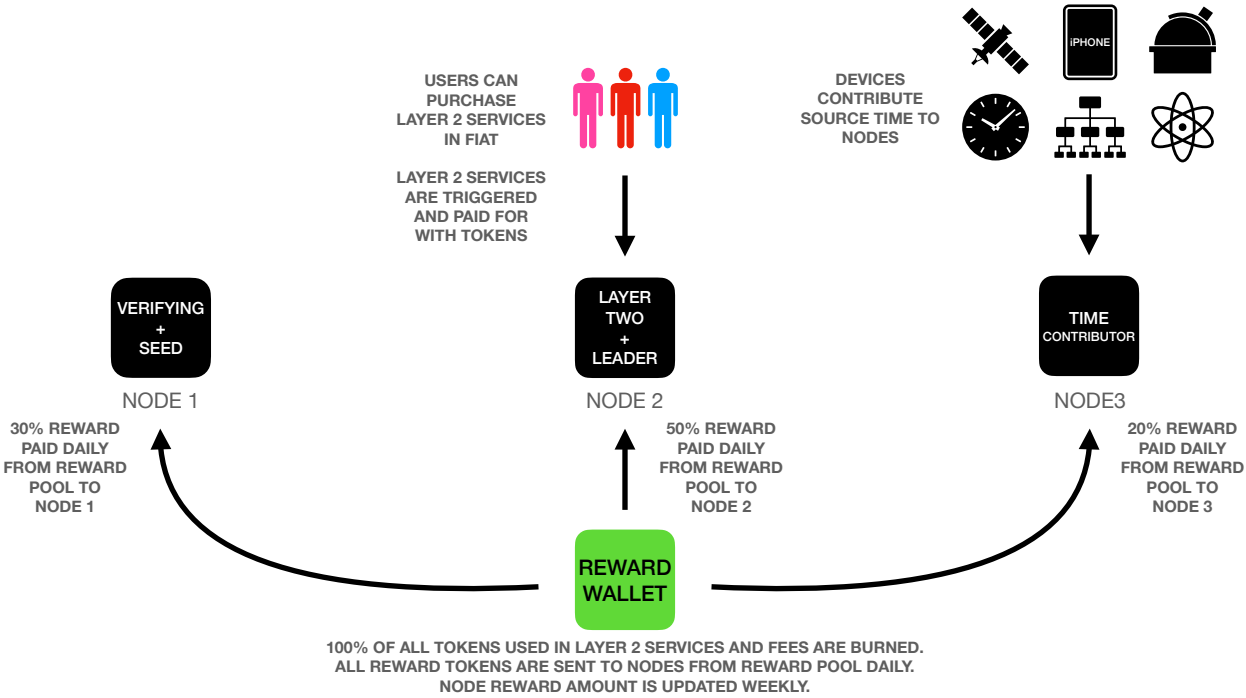 USERS CAN
PURCHASE
LAYER 2 SERVICES
IN FIAT
LAYER 2 SERVICES
ARE TRIGGERED
AND PAID FOR
WITH TOKENS
DEVICES
CONTRIBUTE
SOURCE TIME TO
NODES
iPHONE
VERIFYING
+
SEED
NODE 1
LAYER
TWO
+
LEADER
NODE 2
TIME
CONTRIBUTOR
NODE3
30% REWARD
PAID DAILY
FROM REWARD
POOL TO
NODE 1
50% REWARD
PAID DAILY
FROM REWARD
POOL TO
NODE 2
20% REWARD
PAID DAILY
FROM REWARD
POOL TO
NODE 3
REWARD
WALLET
100% OF ALL TOKENS USED IN LAYER 2 SERVICES AND FEES ARE BURNED.
ALL REWARD TOKENS ARE SENT TO NODES FROM REWARD POOL DAILY.
NODE REWARD AMOUNT IS UPDATED WEEKLY.